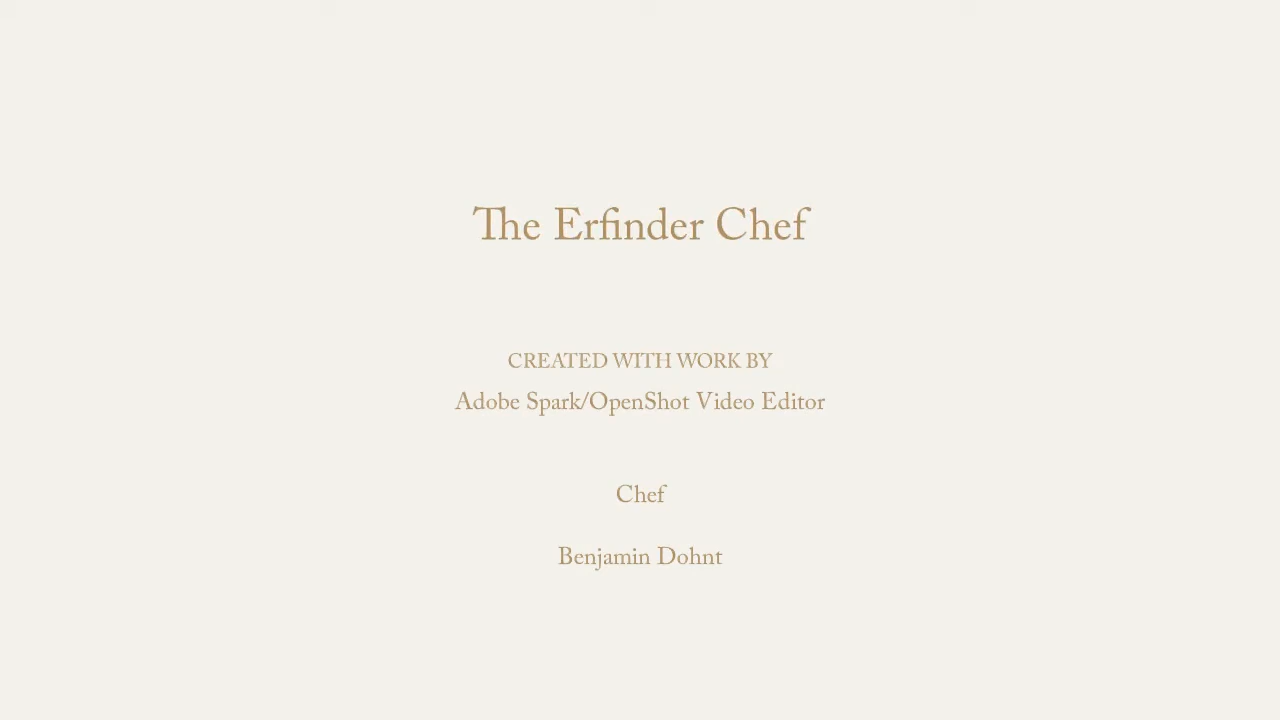 The Erfinder Chef
CREATED WITH WORK BY
Adobe Spark/OpenShot Video Editor
Chef
Benjamin Dohnt